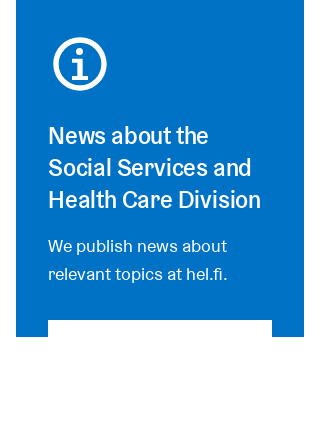 News about the
Social Services and
Health Care Division
We publish news about
relevant topics at hel.fi.